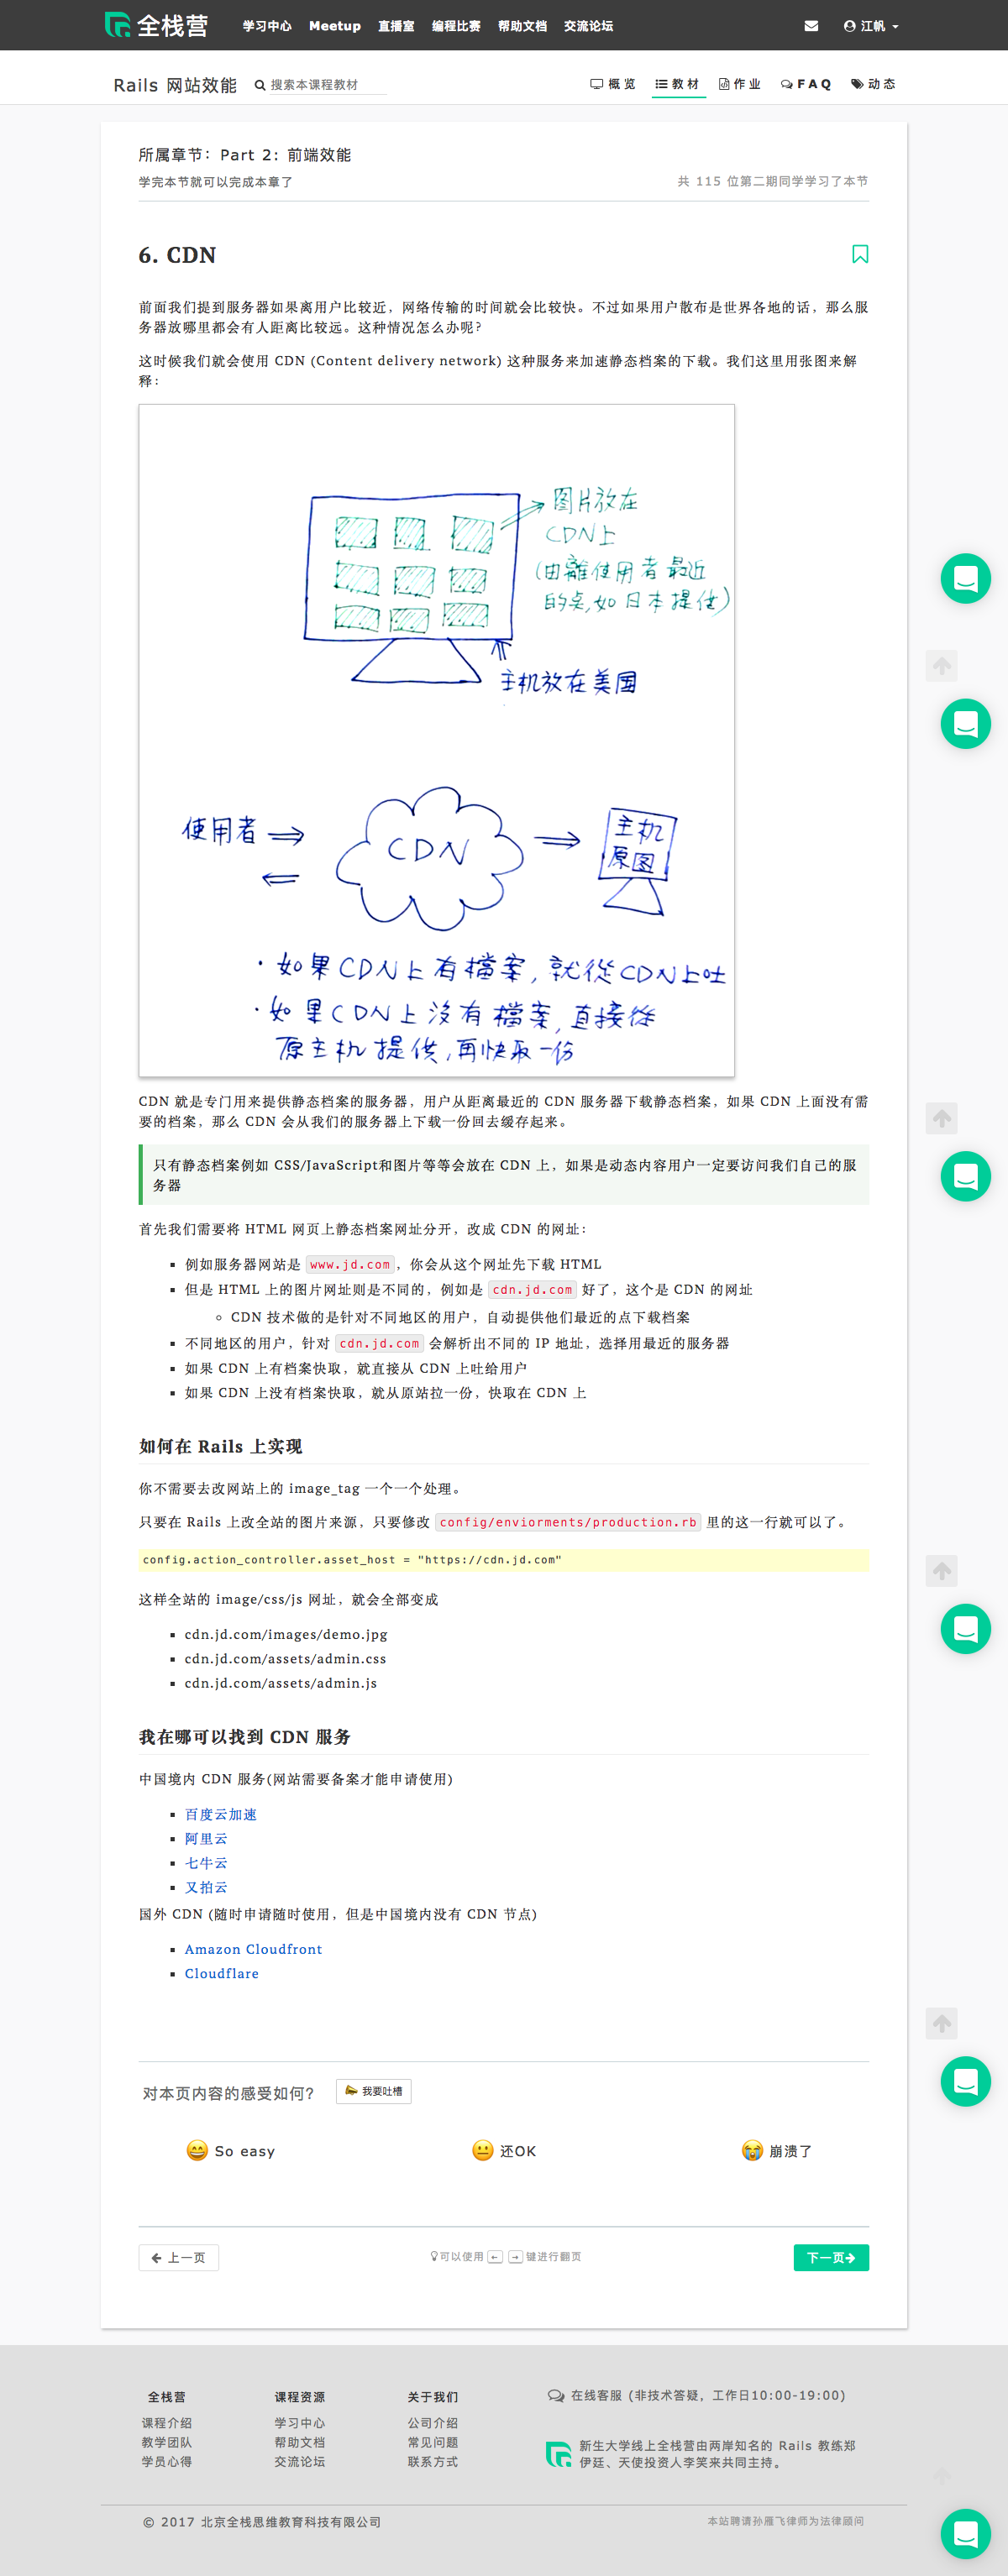 全栈营 学习中心 Meetup 直播室 编程比赛 帮助文档 交流论坛 江帆
Rails 网站效能 搜索本课程教材 概览 教材 作业 FAQ 动态
所属章节：Part 2: 前端效能
学完本节就可以完成本章了 共 115 位第二期同学学习了本节
6. CDN
前面我们提到服务器如果离用户比较近，网络传输的时间就会比较快。不过如果用户散布是世界各地的话，那么服
务器放哪里都会有人距离比较远。这种情况怎么办呢?
这时候我们就会使用 CDN (Content delivery network) 这种服务来加速静态档案的下载。我们这里用张图来解
释：
图片放在
CDN上
(由離使用者最近
的点,如日本提供)
主机放在美国
使用者
CDN
主机
原图
·如果CDN上有檔案,就從CDN上吐
·如果CDN上沒有檔案,直接從
原主机提供,再快取一份
CDN 就是专门用来提供静态档案的服务器，用户从距离最近的 CDN 服务器下载静态档案，如果 CDN 上面没有需
要的档案，那么 CDN 会从我们的服务器上下载一份回去缓存起来。
只有静态档案例如 CSS/JavaScript和图片等等会放在 CDN 上，如果是动态内容用户一定要访问我们自己的服
务器
首先我们需要将 HTML 网页上静态档案网址分开，改成 CDN 的网址：
例如服务器网站是 www.jd.com，你会从这个网址先下载 HTML
但是 HTML 上的图片网址则是不同的，例如是 cdn.jd.com 好了，这个是 CDN 的网址
CDN 技术做的是针对不同地区的用户，自动提供他们最近的点下载档案
不同地区的用户，针对 cdn.jd.com 会解析出不同的 IP 地址，选择用最近的服务器
如果 CDN 上有档案快取，就直接从 CDN 上吐给用户
如果 CDN 上没有档案快取，就从原站拉一份，快取在 CDN 上
如何在 Rails 上实现
你不需要去改网站上的 image_tag 一个一个处理。
只要在 Rails 上改全站的图片来源，只要修改 config/enviorments/production.rb 里的这一行就可以了。
config.action_controller.asset_host = "https://cdn.jd.com"
这样全站的 image/css/js 网址，就会全部变成
cdn.jd.com/images/demo.jpg
cdn.jd.com/assets/admin.css
cdn.jd.com/assets/admin.js
我在哪可以找到 CDN 服务
中国境内 CDN 服务(网站需要备案才能申请使用)
百度云加速
阿里云
七牛云
又拍云
国外 CDN (随时申请随时使用，但是中国境内没有 CDN 节点)
Amazon Cloudfront
Cloudflare
对本页内容的感受如何? 我要吐槽
So easy 还OK 崩溃了
上一页 可以使用 ← → 键进行翻页 下一页
全栈营 课程资源 关于我们 在线客服 (非技术答疑，工作日10:00-19:00)
课程介绍 学习中心 公司介绍
教学团队 帮助文档 常见问题 新生大学线上全栈营由两岸知名的 Rails 教练郑
学员心得 交流论坛 联系方式 伊廷、天使投资人李笑来共同主持。
© 2017 北京全栈思维教育科技有限公司 本站聘请孙雁飞律师为法律顾问